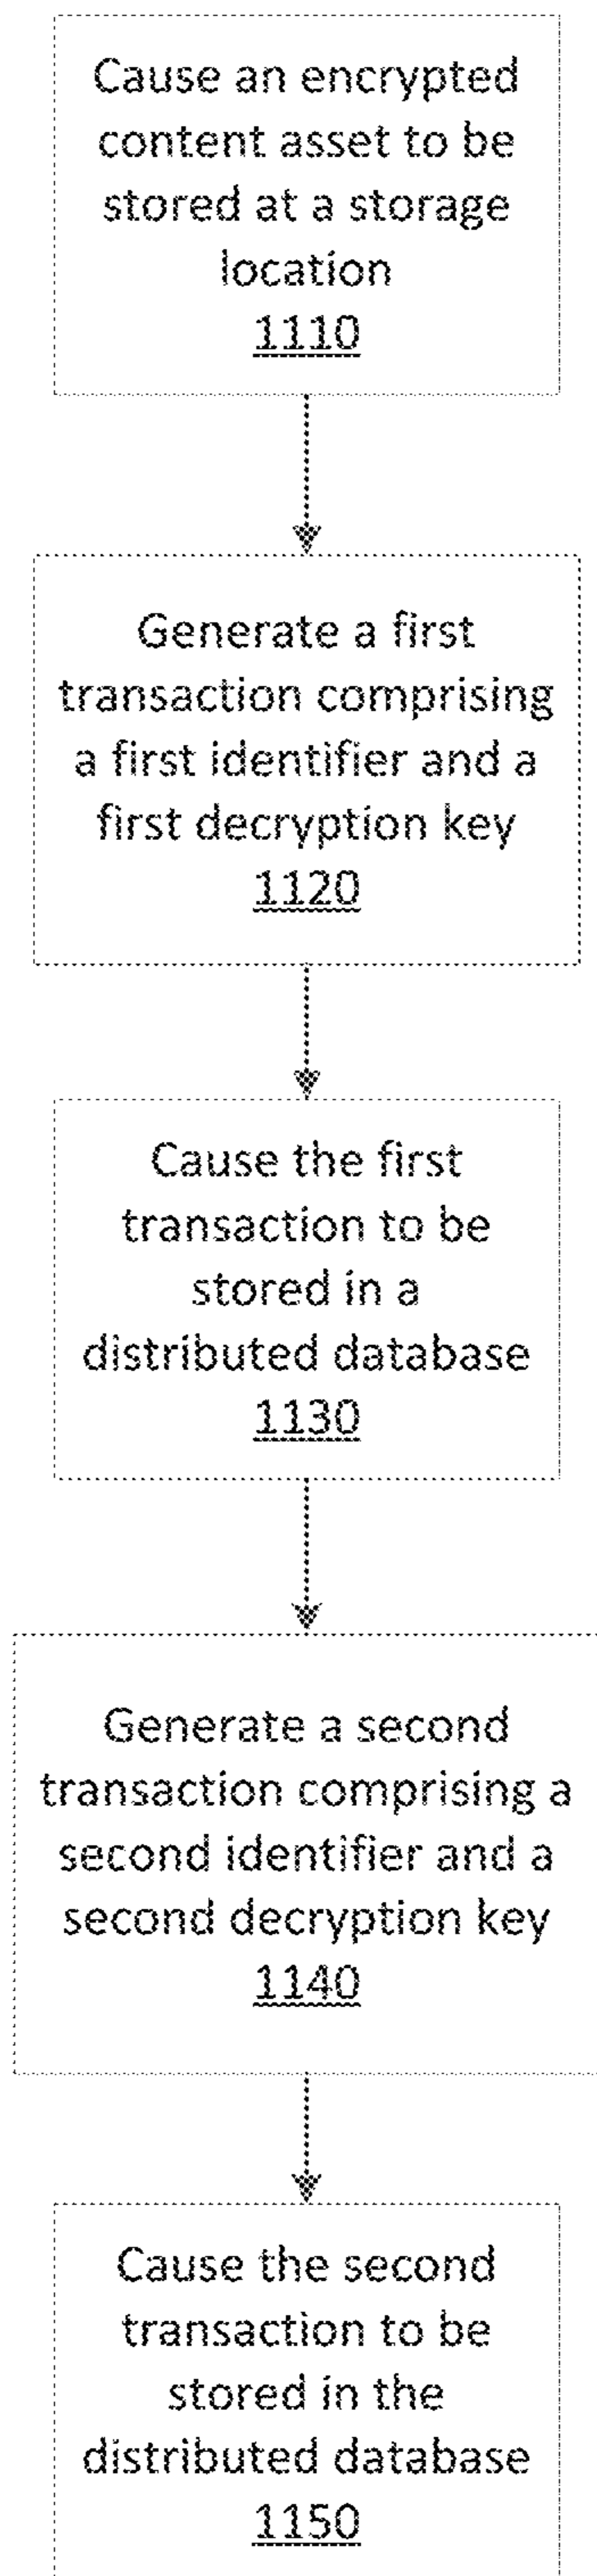 Cause an encrypted
content asset to be
stored at a storage
location
1110
Generate a first
transaction comprising
a first identifier and a
first decryption key
1120
Cause the first
transaction to be
stored in a
distributed database
1130
Generate a second
transaction comprising a
second identifier and a
second decryption key
1140
Cause the second
transaction to be
stored in the
distributed database
1150